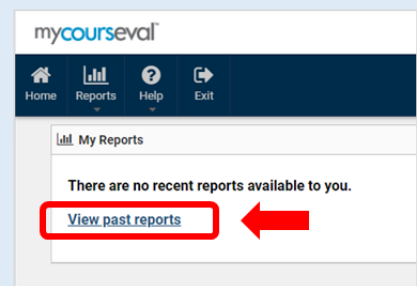 mycourseval
Home Reports Help Exit
My Reports
There are no recent reports available to you.
View past reports